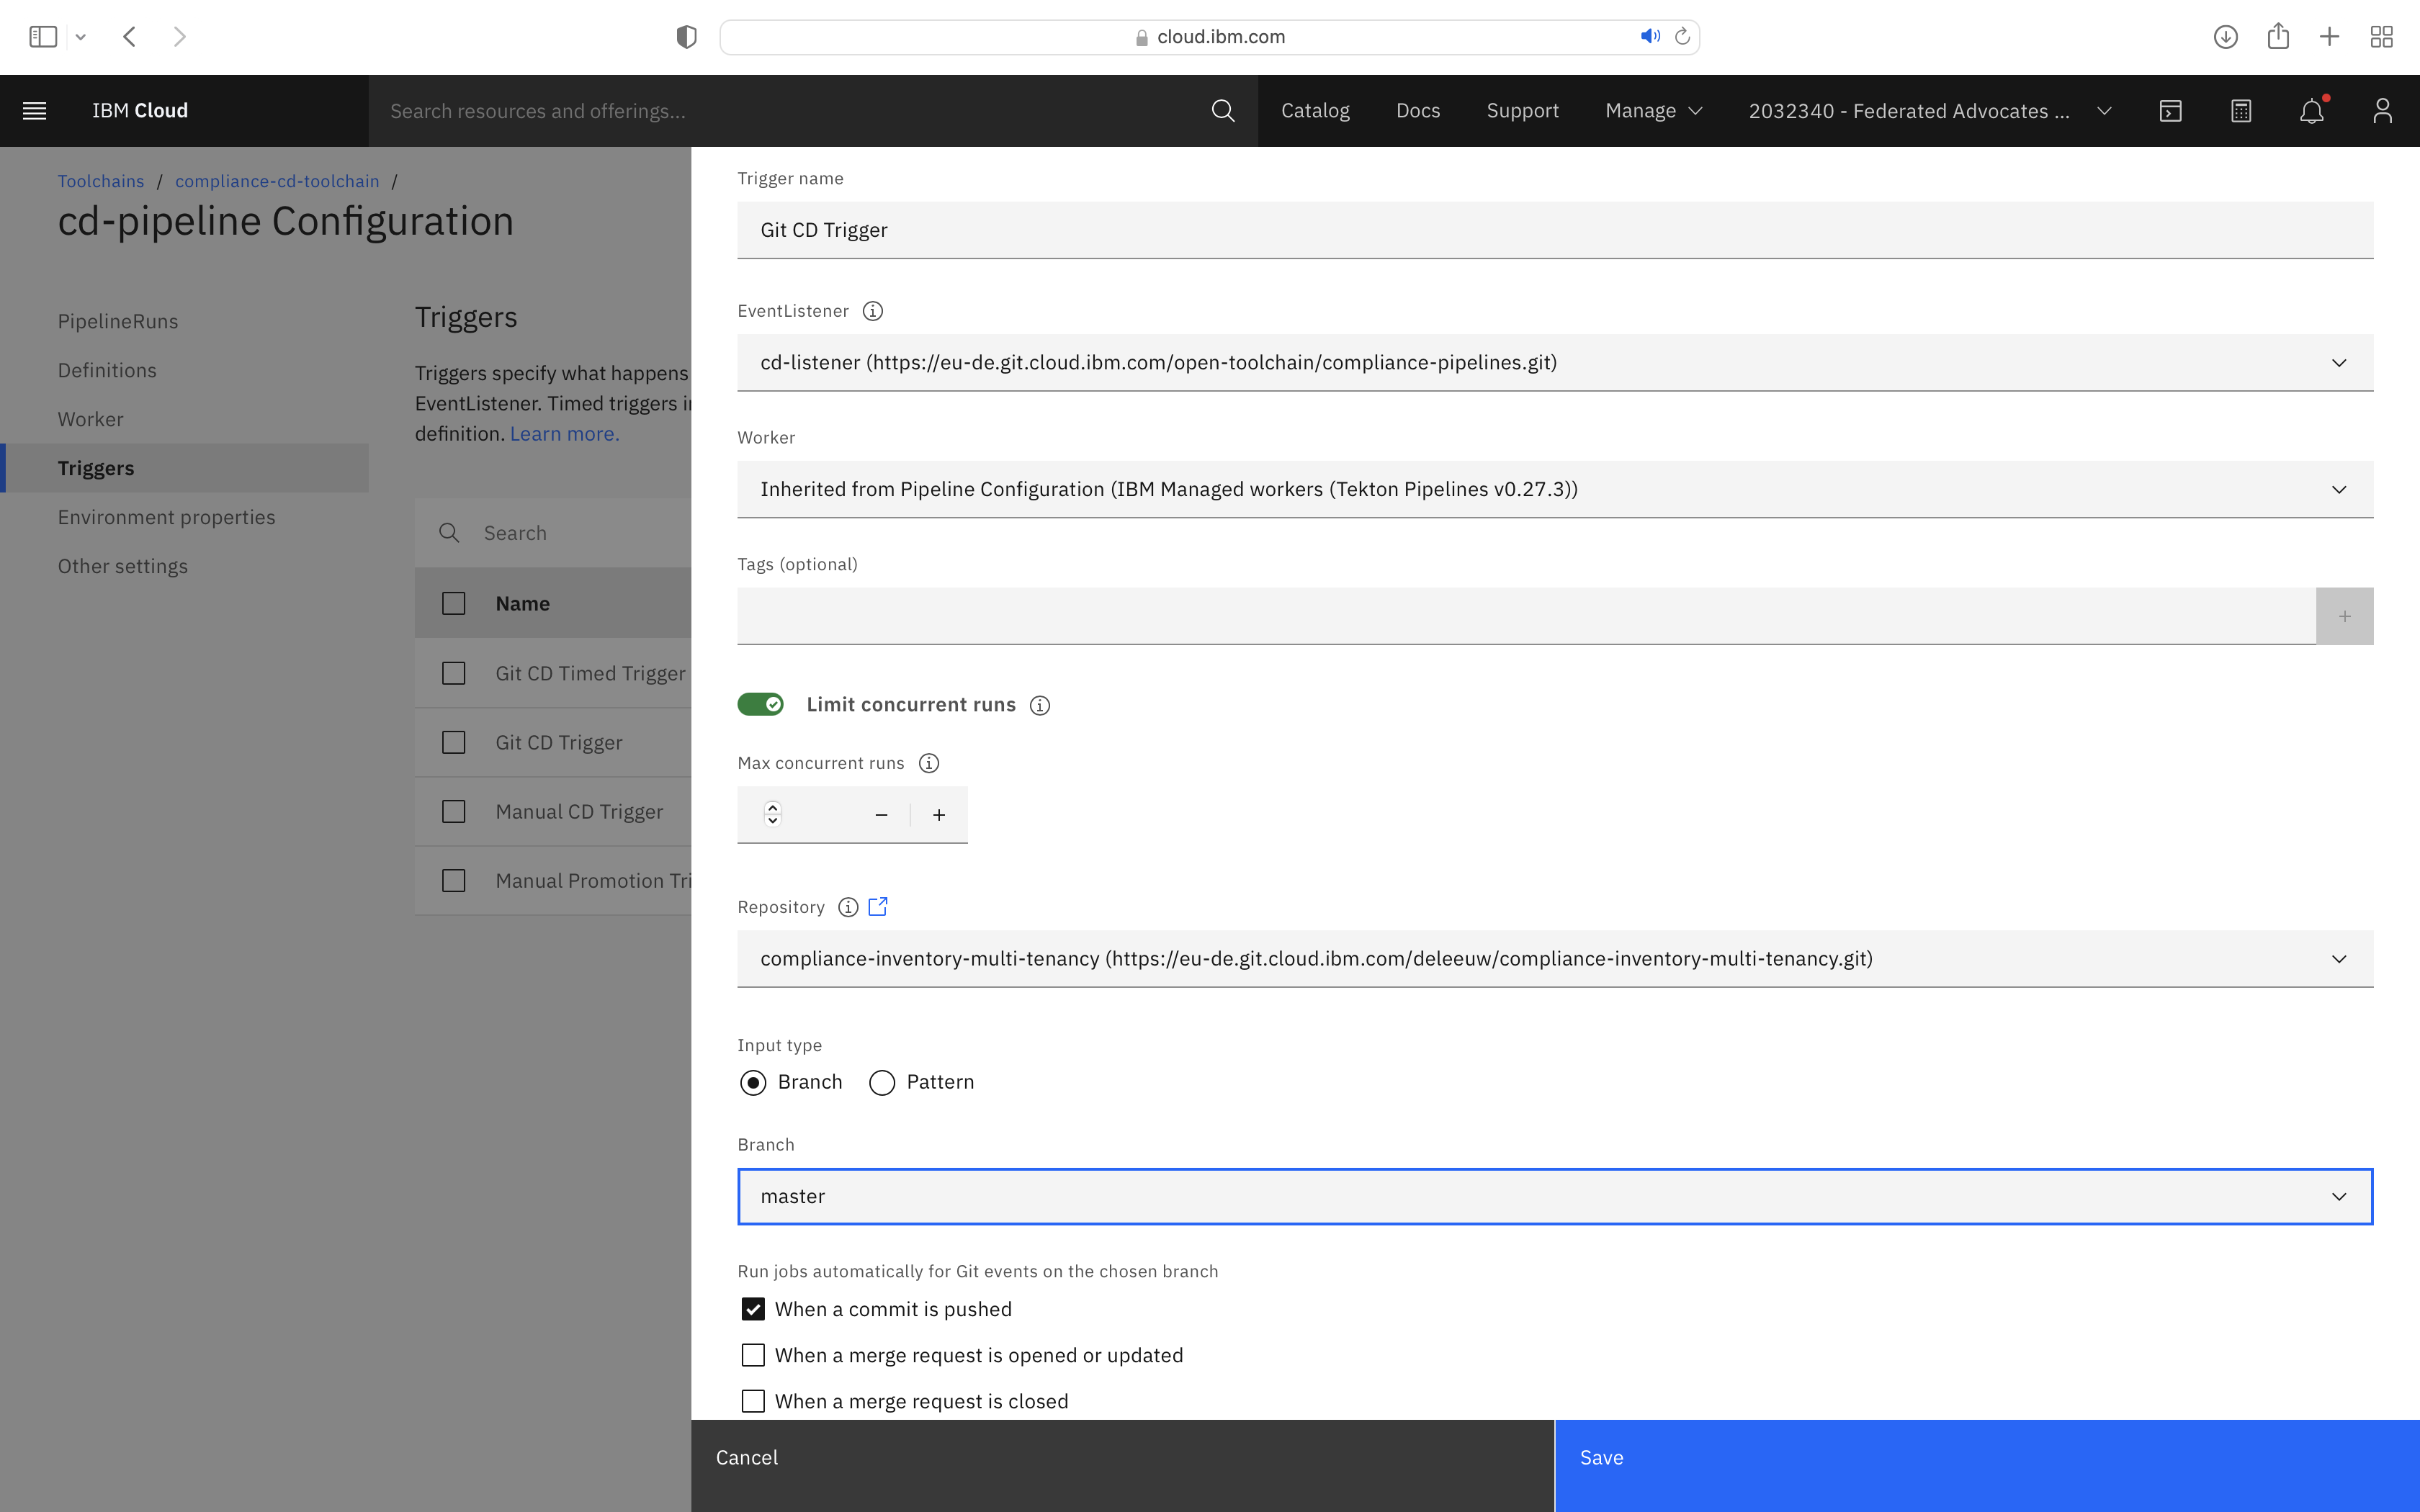 cloud.ibm.com
IBM Cloud
Search resources and offerings...
Catalog
Docs
Support
Manage
2032340 - Federated Advocates ...
Toolchains / compliance-cd-toolchain /
cd-pipeline Configuration
PipelineRuns
Definitions
Worker
Triggers
Environment properties
Other settings
Triggers
Triggers specify what happens
EventListener. Timed triggers i
definition. Learn more.
Search
Name
Git CD Timed Trigger
Git CD Trigger
Manual CD Trigger
Manual Promotion Tri
Trigger name
Git CD Trigger
EventListener
cd-listener (https://eu-de.git.cloud.ibm.com/open-toolchain/compliance-pipelines.git)
Worker
Inherited from Pipeline Configuration (IBM Managed workers (Tekton Pipelines v0.27.3))
Tags (optional)
Limit concurrent runs
Max concurrent runs
Repository
compliance-inventory-multi-tenancy (https://eu-de.git.cloud.ibm.com/deleeuw/compliance-inventory-multi-tenancy.git)
Input type
Branch
Pattern
Branch
master
Run jobs automatically for Git events on the chosen branch
When a commit is pushed
When a merge request is opened or updated
When a merge request is closed
Cancel
Save